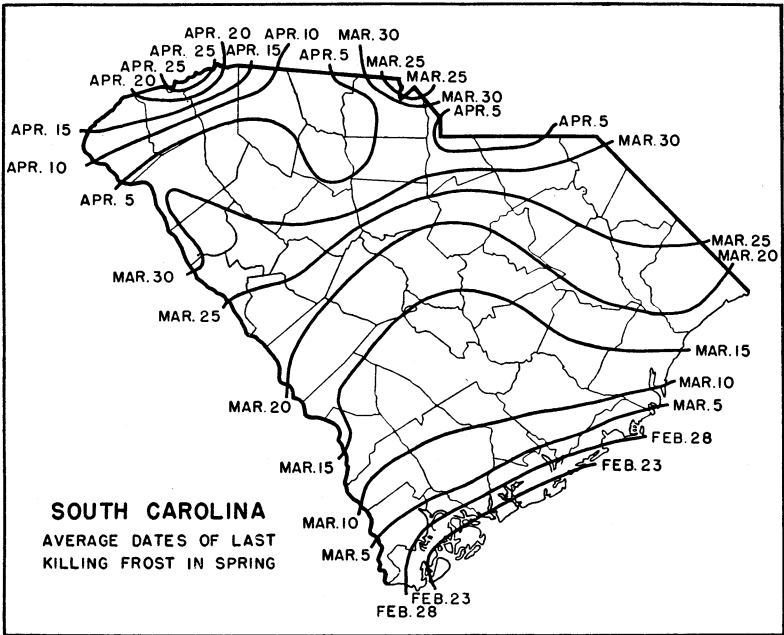 APR. 20
APR. 10
MAR. 30
APR. 25
APR. 15
APR. 5
APR. 25
MAR. 25
APR. 20
MAR. 25
MAR. 30
APR. 5
APR. 5
APR. 15
MAR. 30
APR. 10
APR. 5
MAR. 25
MAR. 20
MAR. 30
MAR. 25
MAR. 15
MAR. 10
MAR. 20
MAR. 5
FEB. 28
MAR. 15
FEB. 23
SOUTH CAROLINA
AVERAGE DATES OF LAST
KILLING FROST IN SPRING
MAR. 10
MAR. 5
FEB. 23
FEB. 28